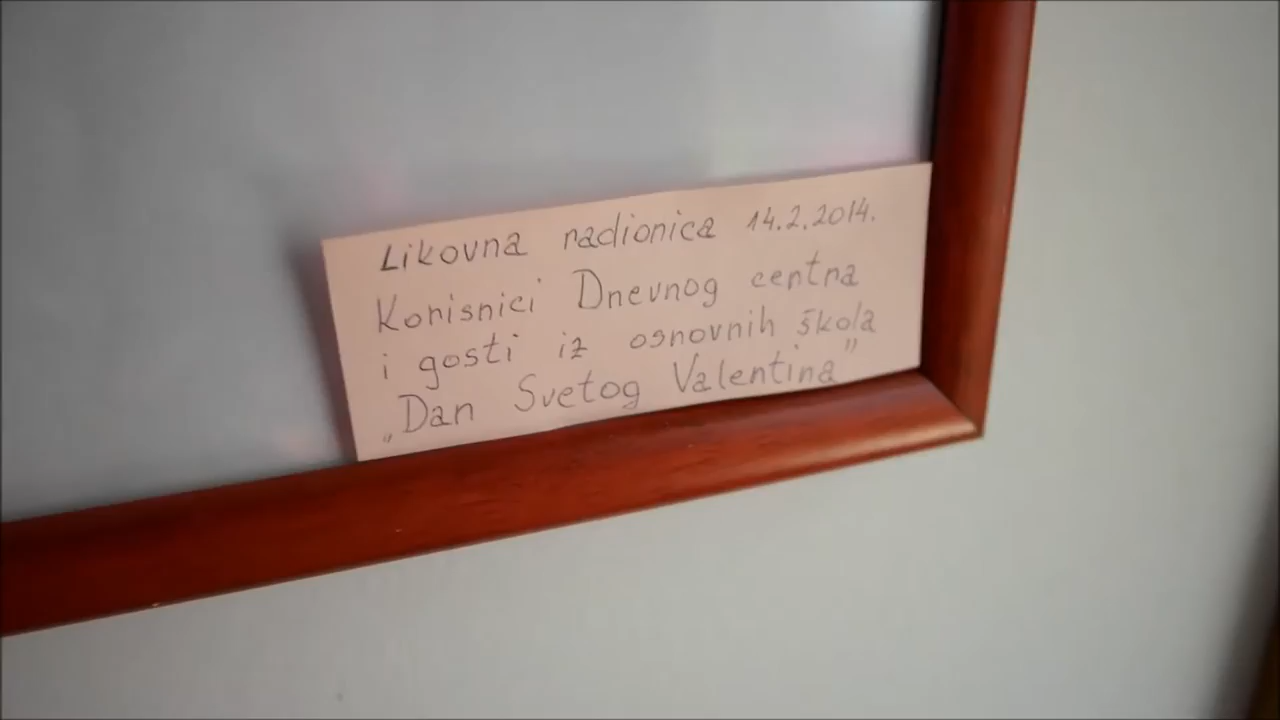 Likovna radionica 14.2.2014.
Korisnici Dnevnog centra
i gosti iz osnovnih škola
„Dan Svetog Valentina”